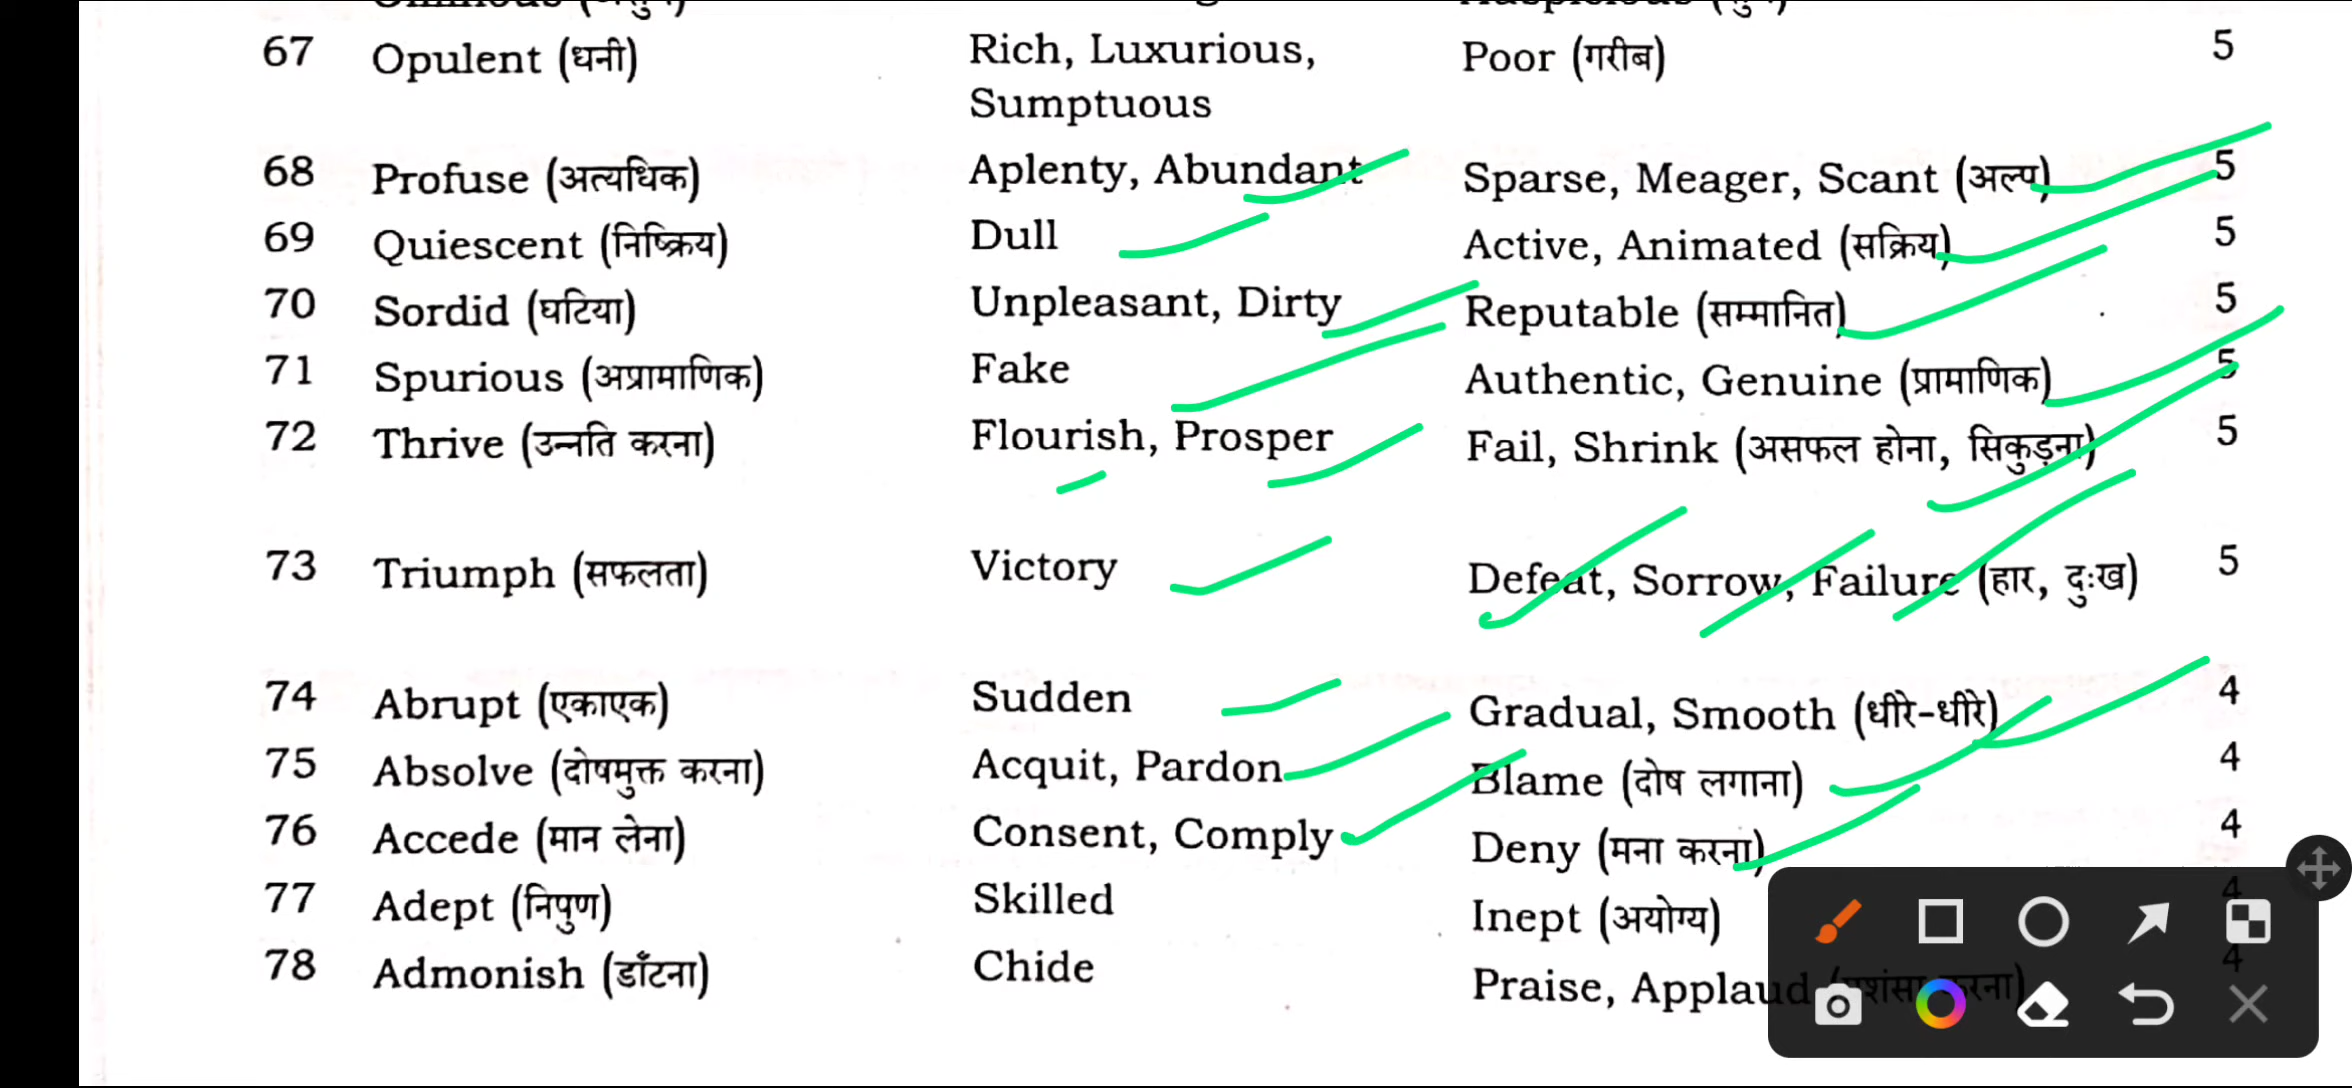 67 Opulent (धनी) Rich, Luxurious, Poor (गरीब) 5
Sumptuous
68 Profuse (अत्यधिक) Aplenty, Abundant Sparse, Meager, Scant (अल्प) 5
69 Quiescent (निष्क्रिय) Dull Active, Animated (सक्रिय) 5
70 Sordid (घटिया) Unpleasant, Dirty Reputable (सम्मानित) 5
71 Spurious (अप्रामाणिक) Fake Authentic, Genuine (प्रामाणिक) 5
72 Thrive (उन्नति करना) Flourish, Prosper Fail, Shrink (असफल होना, सिकुड़ना) 5
73 Triumph (सफलता) Victory Defeat, Sorrow, Failure (हार, दुःख) 5
74 Abrupt (एकाएक) Sudden Gradual, Smooth (धीरे-धीरे) 4
75 Absolve (दोषमुक्त करना) Acquit, Pardon Blame (दोष लगाना) 4
76 Accede (मान लेना) Consent, Comply Deny (मना करना) 4
77 Adept (निपुण) Skilled Inept (अयोग्य) 4
78 Admonish (डाँटना) Chide Praise, Applaud (प्रशंसा करना) 4